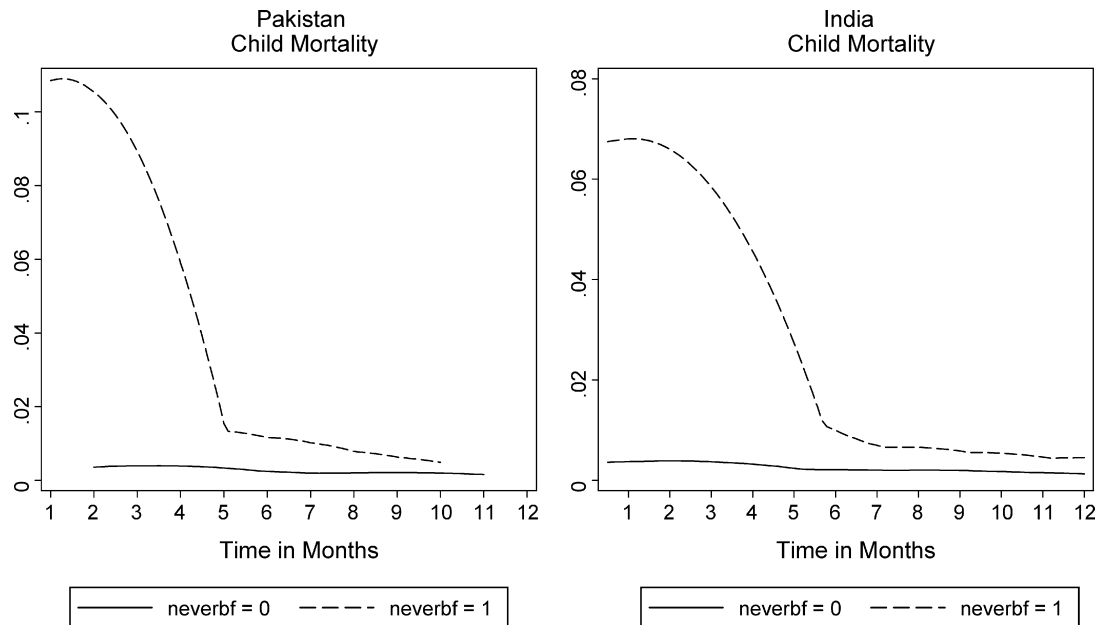 Pakistan
Child Mortality
.1
.08
.06
.04
.02
0
1 2 3 4 5 6 7 8 9 10 11 12
Time in Months
neverbf = 0 neverbf = 1
India
Child Mortality
.08
.06
.04
.02
0
1 2 3 4 5 6 7 8 9 10 11 12
Time in Months
neverbf = 0 neverbf = 1